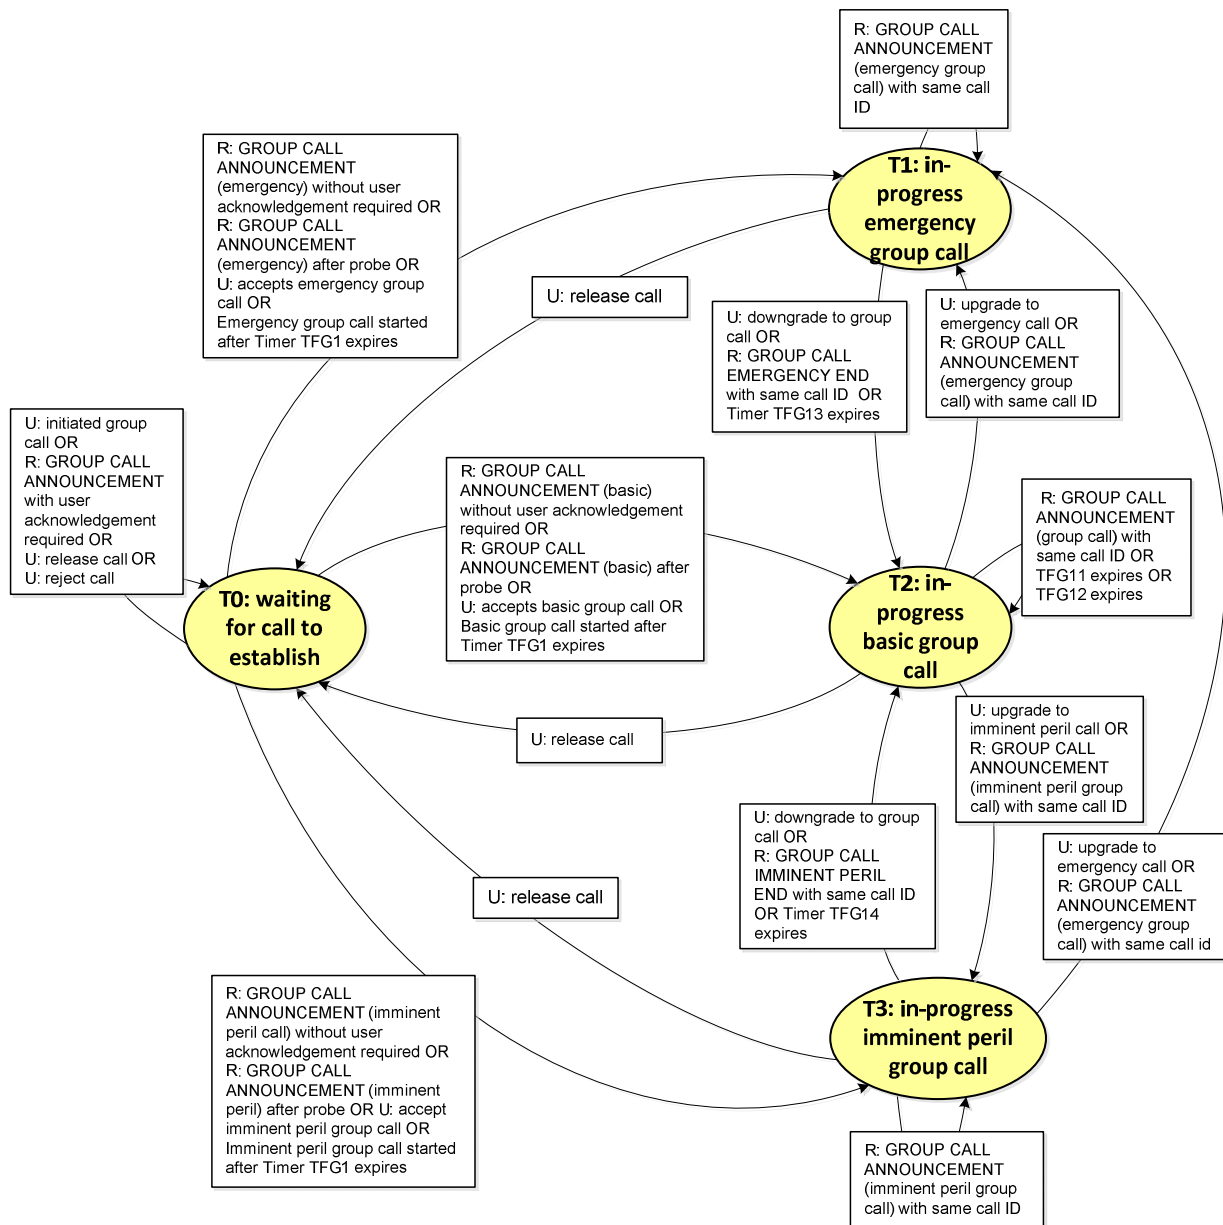 R: GROUP CALL
ANNOUNCEMENT
(emergency group
call) with same call
ID
R: GROUP CALL
ANNOUNCEMENT
(emergency) without user
acknowledgement required OR
R: GROUP CALL
ANNOUNCEMENT
(emergency) after probe OR
U: accepts emergency group
call OR
Emergency group call started
after Timer TFG1 expires
T1: in-
progress
emergency
group call
U: release call
U: downgrade to group
call OR
R: GROUP CALL
EMERGENCY END
with same call ID OR
Timer TFG13 expires
U: upgrade to
emergency call OR
R: GROUP CALL
ANNOUNCEMENT
(emergency group
call) with same call ID
U: initiated group
call OR
R: GROUP CALL
ANNOUNCEMENT
with user
acknowledgement
required OR
U: release call OR
U: reject call
R: GROUP CALL
ANNOUNCEMENT (basic)
without user acknowledgement
required OR
R: GROUP CALL
ANNOUNCEMENT (basic) after
probe OR
U: accepts basic group call OR
Basic group call started after
Timer TFG1 expires
R: GROUP CALL
ANNOUNCEMENT
(group call) with
same call ID OR
TFG11 expires OR
TFG12 expires
T0: waiting
for call to
establish
T2: in-
progress
basic group
call
U: release call
U: upgrade to
imminent peril call OR
R: GROUP CALL
ANNOUNCEMENT
(imminent peril group
call) with same call ID
U: downgrade to group
call OR
R: GROUP CALL
IMMINENT PERIL
END with same call ID
OR Timer TFG14
expires
U: upgrade to
emergency call OR
R: GROUP CALL
ANNOUNCEMENT
(emergency group
call) with same call id
U: release call
R: GROUP CALL
ANNOUNCEMENT (imminent
peril call) without user
acknowledgement required OR
R: GROUP CALL
ANNOUNCEMENT (imminent
peril) after probe OR U: accept
imminent peril group call OR
Imminent peril group call started
after Timer TFG1 expires
T3: in-progress
imminent peril
group call
R: GROUP CALL
ANNOUNCEMENT
(imminent peril group
call) with same call ID